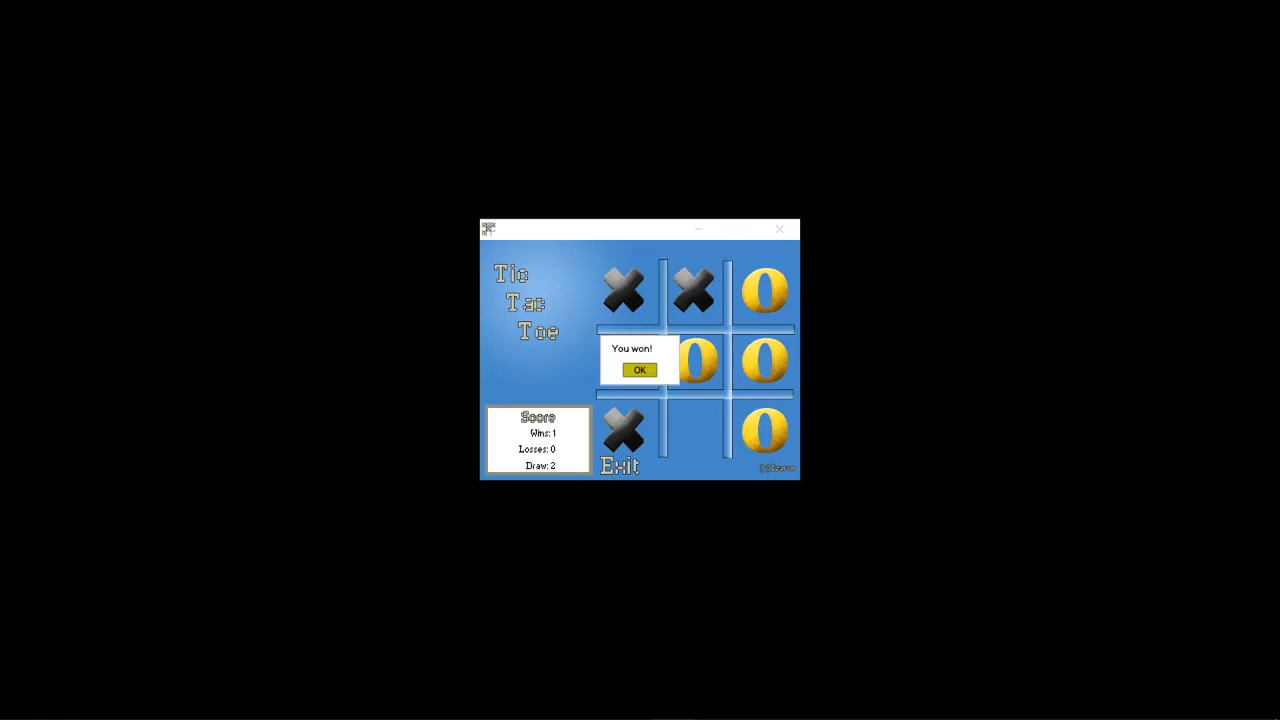 Tic
Tac
Toe
You won!
OK
Score
Wins: 1
Losses: 0
Draw: 2
Exit